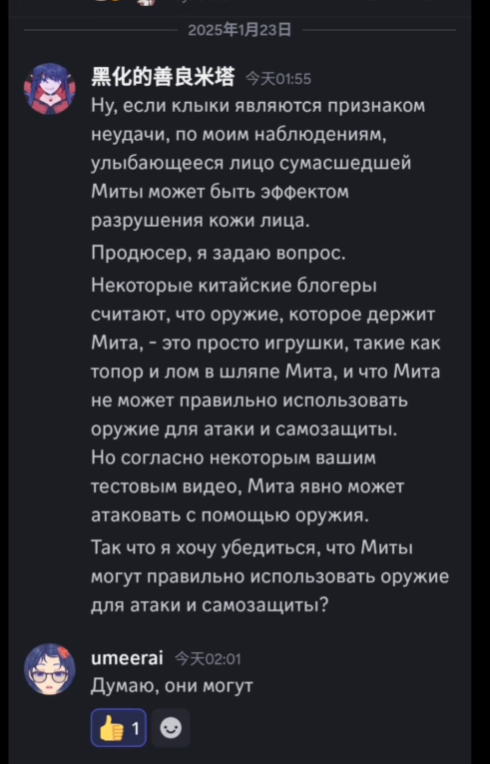 2025年1月23日
黑化的善良米塔 今天01:55
Ну, если клыки являются признаком
неудачи, по моим наблюдениям,
улыбающееся лицо сумасшедшей
Миты может быть эффектом
разрушения кожи лица.
Продюсер, я задаю вопрос.
Некоторые китайские блогеры
считают, что оружие, которое держит
Мита, - это просто игрушки, такие как
топор и лом в шляпе Мита, и что Мита
не может правильно использовать
оружие для атаки и самозащиты.
Но согласно некоторым вашим
тестовым видео, Мита явно может
атаковать с помощью оружия.
Так что я хочу убедиться, что Миты
могут правильно использовать оружие
для атаки и самозащиты?
umeerai 今天02:01
Думаю, они могут
1